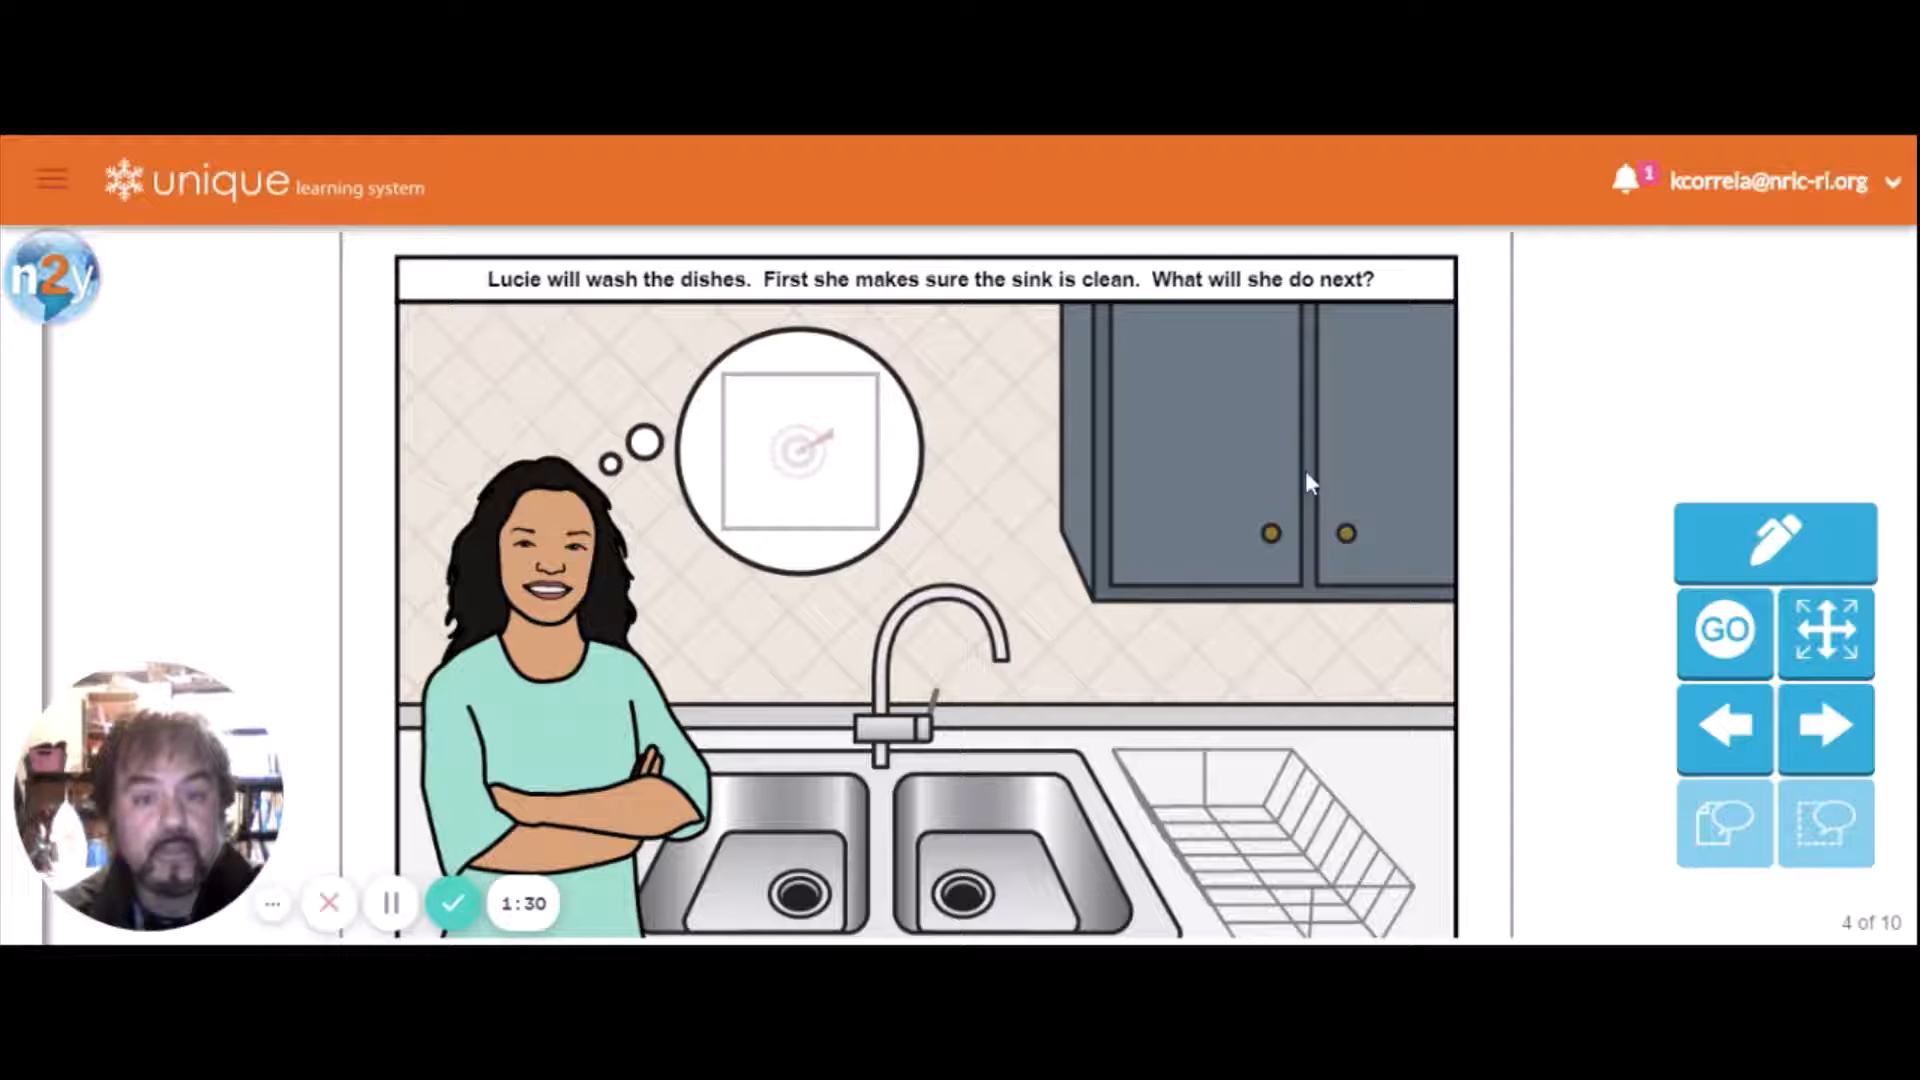 unique learning system
1
kcorreia@nric-ri.org
n2y
Lucie will wash the dishes. First she makes sure the sink is clean. What will she do next?
GO
1:30
4 of 10